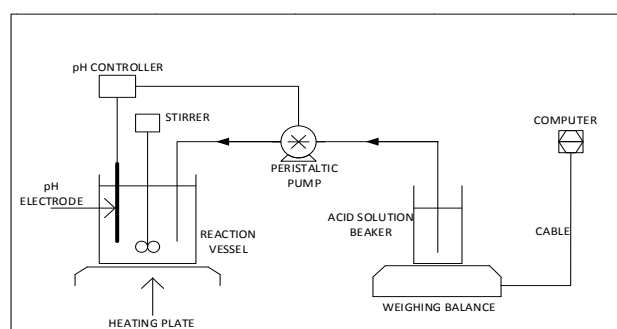 pH CONTROLLER
STIRRER
COMPUTER
PERISTALTIC
PUMP
pH
ELECTRODE
REACTION
VESSEL
ACID SOLUTION
BEAKER
CABLE
WEIGHING BALANCE
HEATING PLATE